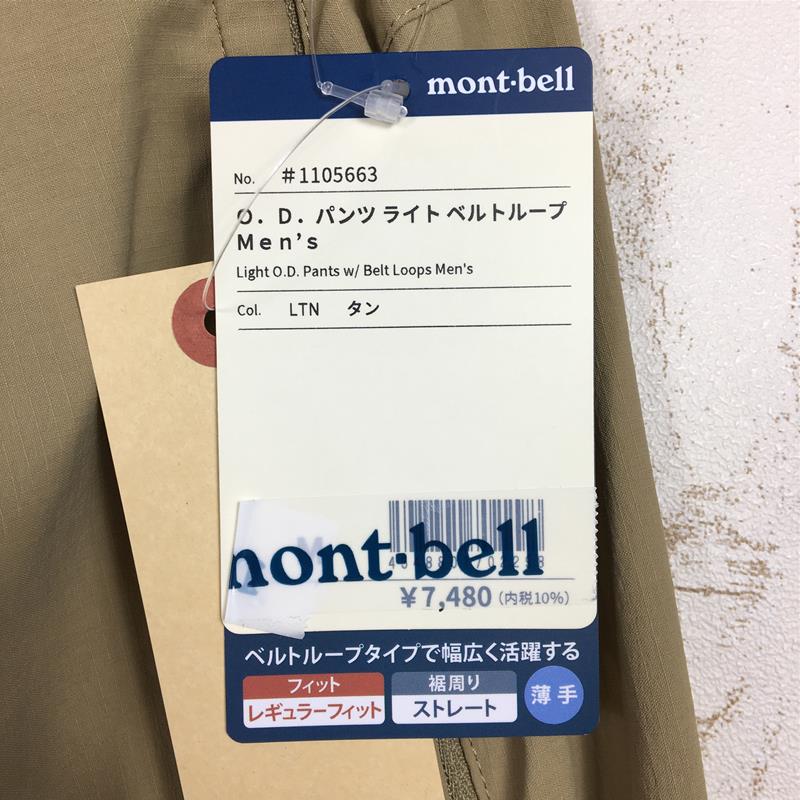 mont·bell
No. #1105663
O. D. パンツ ライト ベルトループ
Men's
Light O.D. Pants w/ Belt Loops Men's
Col. LTN タン
M
mont·bell
¥7,480 (内税10%)
ベルトループタイプで幅広く活躍する
フィット
レギュラーフィット
裾周り
ストレート
薄手